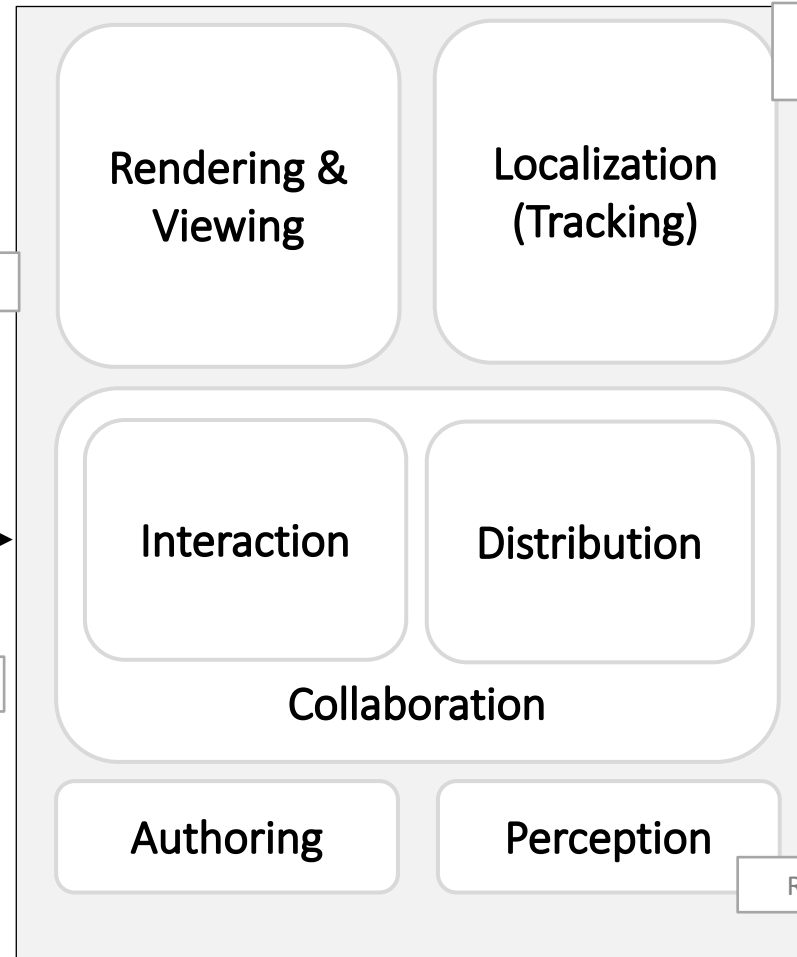 Rendering &
Viewing
Localization
(Tracking)
Interaction
Distribution
Collaboration
Authoring
Perception
R